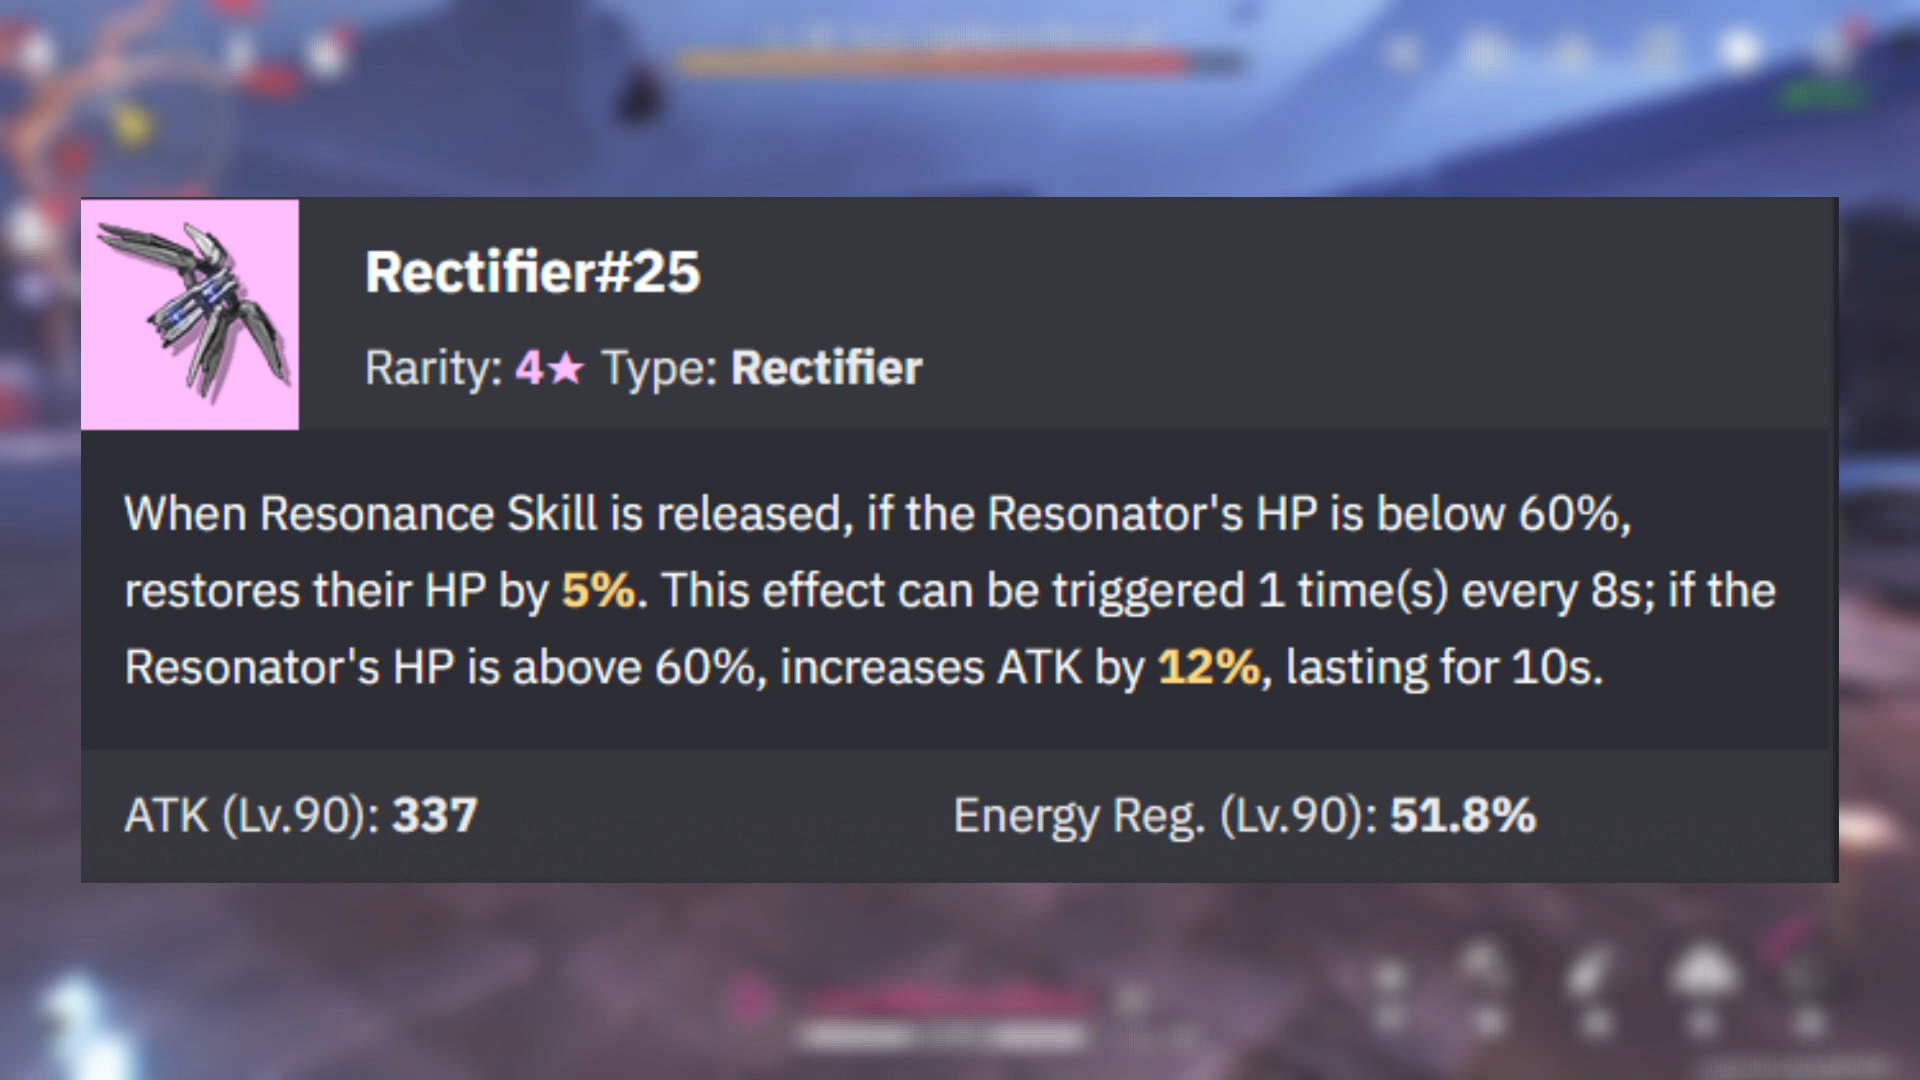 Rectifier#25
Rarity: 4★ Type: Rectifier
When Resonance Skill is released, if the Resonator's HP is below 60%,
restores their HP by 5%. This effect can be triggered 1 time(s) every 8s; if the
Resonator's HP is above 60%, increases ATK by 12%, lasting for 10s.
ATK (Lv.90): 337
Energy Reg. (Lv.90): 51.8%